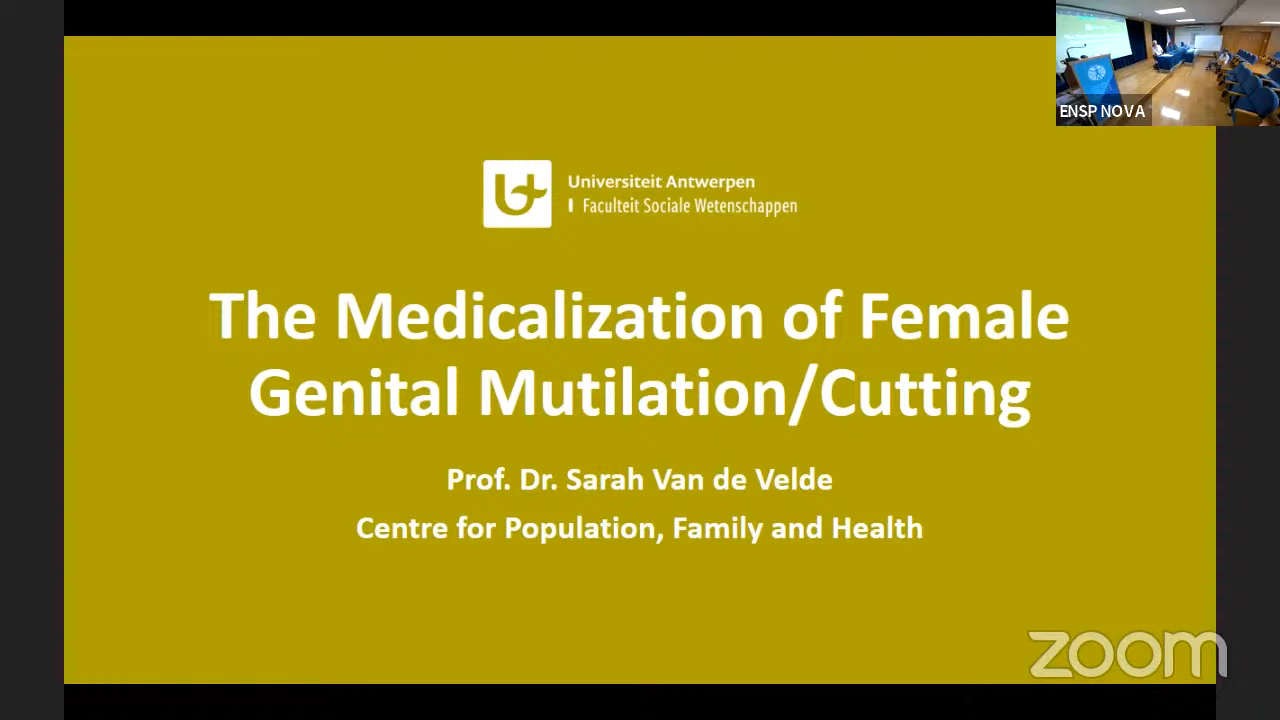 ENSP NOVA
Universiteit Antwerpen
Faculteit Sociale Wetenschappen
The Medicalization of Female
Genital Mutilation/Cutting
Prof. Dr. Sarah Van de Velde
Centre for Population, Family and Health
zoom